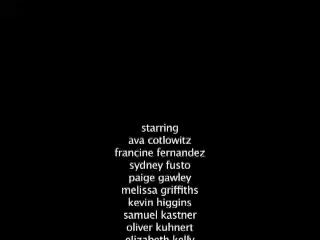 starring
ava cotlowitz
francine fernandez
sydney fusto
paige gawley
melissa griffiths
kevin higgins
samuel kastner
oliver kuhnert
elizabeth kelly